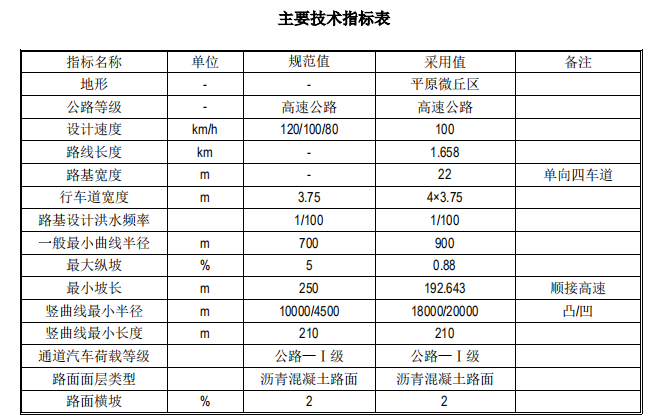 主要技术指标表
指标名称 单位 规范值 采用值 备注
地形 - - 平原微丘区
公路等级 - 高速公路 高速公路
设计速度 km/h 120/100/80 100
路线长度 km - 1.658
路基宽度 m - 22 单向四车道
行车道宽度 m 3.75 4×3.75
路基设计洪水频率 1/100 1/100
一般最小曲线半径 m 700 900
最大纵坡 % 5 0.88
最小坡长 m 250 192.643 顺接高速
竖曲线最小半径 m 10000/4500 18000/20000 凸/凹
竖曲线最小长度 m 210 210
通道汽车荷载等级 公路—Ⅰ级 公路—Ⅰ级
路面面层类型 沥青混凝土路面 沥青混凝土路面
路面横坡 % 2 2